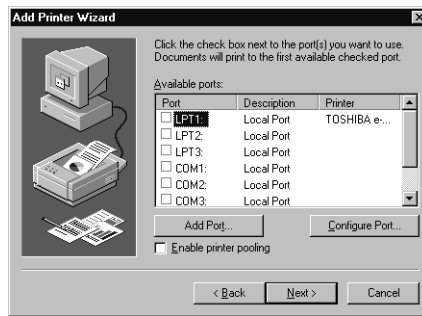 Add Printer Wizard
Click the check box next to the port(s) you want to use.
Documents will print to the first available checked port.
Available ports:
Port Description Printer
LPT1: Local Port TOSHIBA e-...
LPT2: Local Port
LPT3: Local Port
COM1: Local Port
COM2: Local Port
COM3: Local Port
Add Port... Configure Port...
Enable printer pooling
< Back Next > Cancel